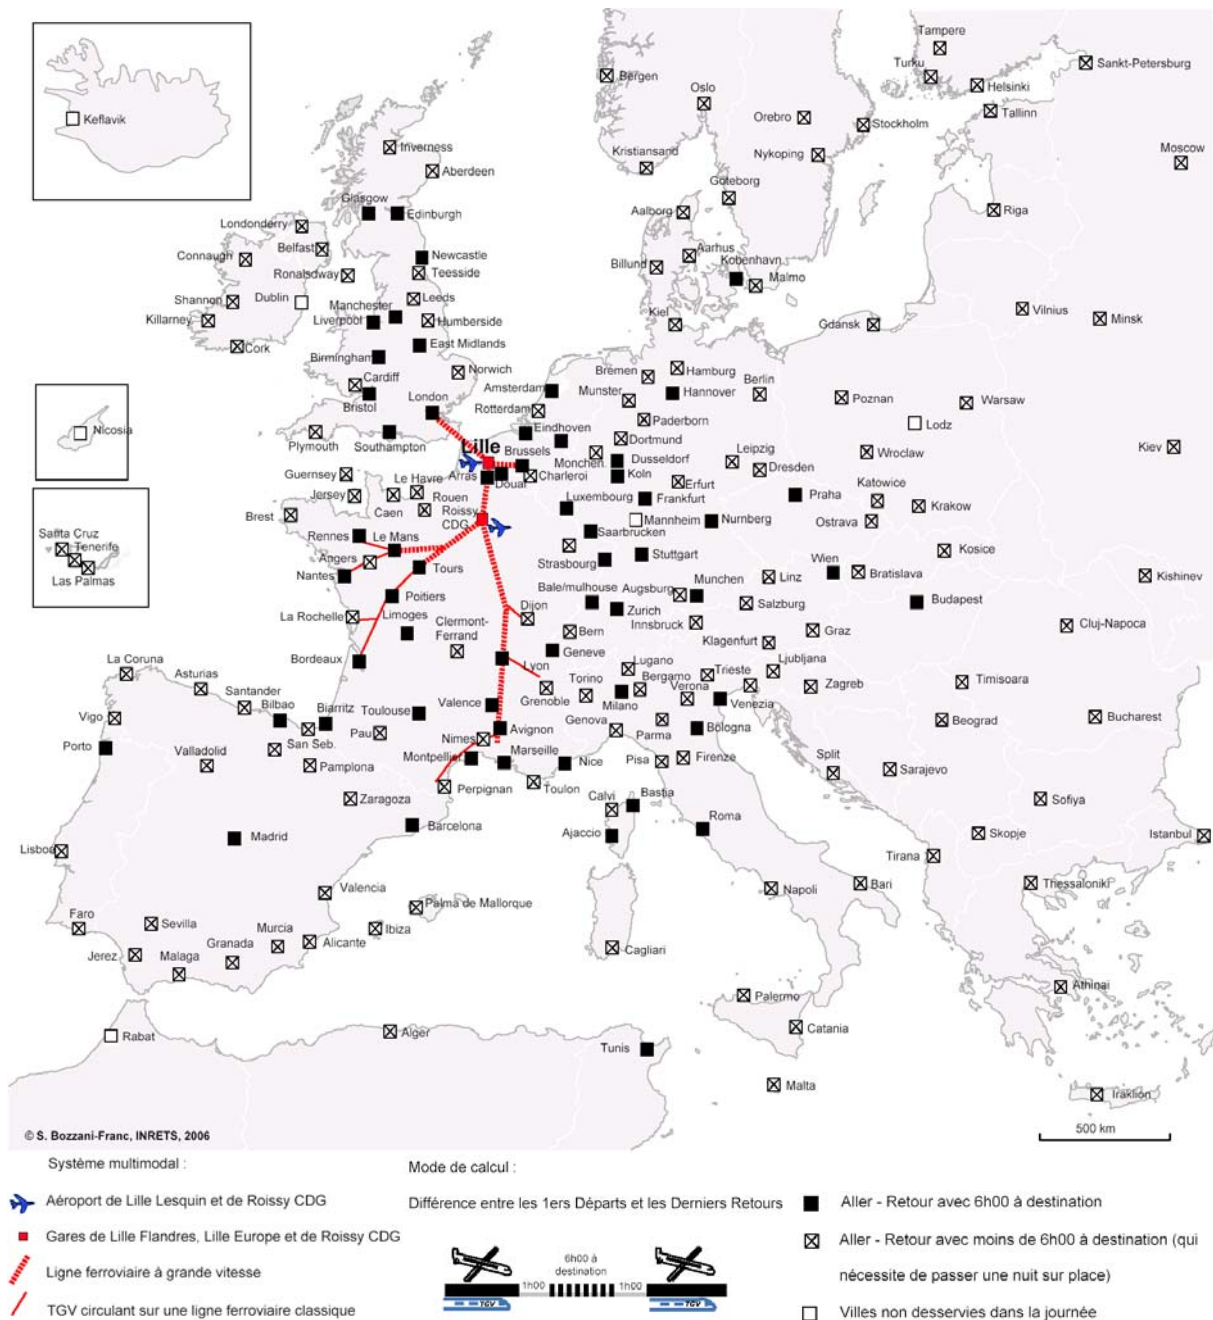 Keflavik
Bergen
Oslo
Tampere
Turku
Helsinki
Sankt-Petersburg
Tallinn
Orebro
Stockholm
Nykoping
Moscow
Kristiansand
Goteborg
Inverness
Aberdeen
Glasgow
Edinburgh
Aalborg
Riga
Londonderry
Belfast
Newcastle
Connaugh
Ronalsdway
Teesside
Aarhus
Billund
Kobenhavn
Malmo
Shannon
Dublin
Manchester
Leeds
Killarney
Liverpool
Humberside
Kiel
Gdansk
Vilnius
Minsk
Cork
Birmingham
East Midlands
Cardiff
Norwich
Bremen
Hamburg
Amsterdam
Munster
Hannover
Berlin
Bristol
London
Rotterdam
Paderborn
Poznan
Warsaw
Nicosia
Plymouth
Southampton
Lille
Eindhoven
Brussels
Dortmund
Lodz
Kiev
Guernsey
Arras
Douai
Charleroi
Monchen.
Dusseldorf
Koln
Leipzig
Dresden
Wroclaw
Jersey
Le Havre
Rouen
Caen
Roissy
CDG
Luxembourg
Erfurt
Frankfurt
Praha
Katowice
Krakow
Brest
Rennes
Le Mans
Mannheim
Nurnberg
Ostrava
Santa Cruz
Tenerife
Las Palmas
Angers
Tours
Saarbrucken
Strasbourg
Stuttgart
Kosice
Nantes
Poitiers
Bale/mulhouse
Augsburg
Munchen
Linz
Wien
Bratislava
Kishinev
La Rochelle
Limoges
Clermont-
Ferrand
Dijon
Zurich
Innsbruck
Salzburg
Budapest
Bern
Klagenfurt
Graz
Cluj-Napoca
Bordeaux
Geneve
Lyon
Lugano
Trieste
Ljubljana
La Coruna
Asturias
Grenoble
Torino
Bergamo
Verona
Zagreb
Timisoara
Santander
Bilbao
Biarritz
Toulouse
Valence
Milano
Venezia
Vigo
Pau
Nimes
Avignon
Genova
Parma
Bologna
Beograd
Bucharest
Porto
Valladolid
San Seb.
Pamplona
Montpellier
Marseille
Nice
Pisa
Firenze
Split
Sarajevo
Perpignan
Toulon
Zaragoza
Calvi
Bastia
Sofiya
Madrid
Barcelona
Ajaccio
Roma
Skopje
Istanbul
Lisboa
Tirana
Valencia
Palma de Mallorque
Napoli
Bari
Thessaloniki
Faro
Sevilla
Murcia
Ibiza
Jerez
Granada
Alicante
Malaga
Cagliari
Palermo
Athinai
Rabat
Alger
Tunis
Catania
Malta
Iraklion
© S. Bozzani-Franc, INRETS, 2006
500 km
Système multimodal :
Aéroport de Lille Lesquin et de Roissy CDG
Gares de Lille Flandres, Lille Europe et de Roissy CDG
Ligne ferroviaire à grande vitesse
TGV circulant sur une ligne ferroviaire classique
Mode de calcul :
Différence entre les 1ers Départs et les Derniers Retours
6h00 à
destination
1h00
1h00
TGV
TGV
Aller - Retour avec 6h00 à destination
Aller - Retour avec moins de 6h00 à destination (qui
nécessite de passer une nuit sur place)
Villes non desservies dans la journée